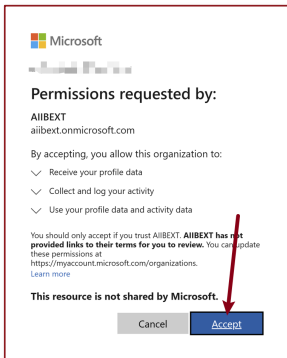 Microsoft
Permissions requested by:
AIIBEXT
aiibext.onmicrosoft.com
By accepting, you allow this organization to:
Receive your profile data
Collect and log your activity
Use your profile data and activity data
You should only accept if you trust AIIBEXT. AIIBEXT has not
provided links to their terms for you to review. You can update
these permissions at
https://myaccount.microsoft.com/organizations.
Learn more
This resource is not shared by Microsoft.
Cancel
Accept